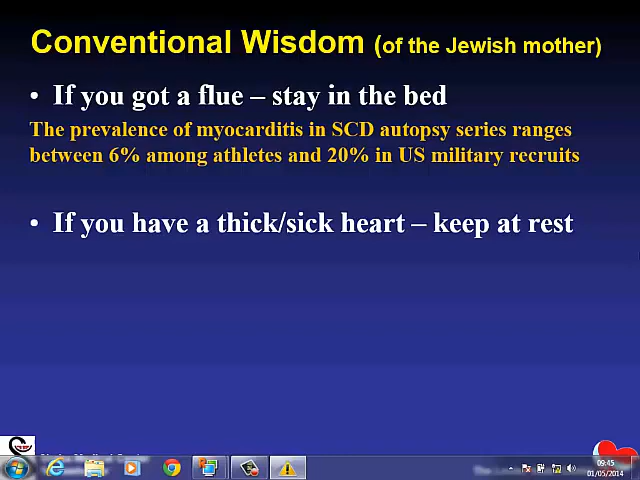 Conventional Wisdom (of the Jewish mother)
• If you got a flue – stay in the bed
The prevalence of myocarditis in SCD autopsy series ranges
between 6% among athletes and 20% in US military recruits
• If you have a thick/sick heart – keep at rest
09:45
01/05/2014